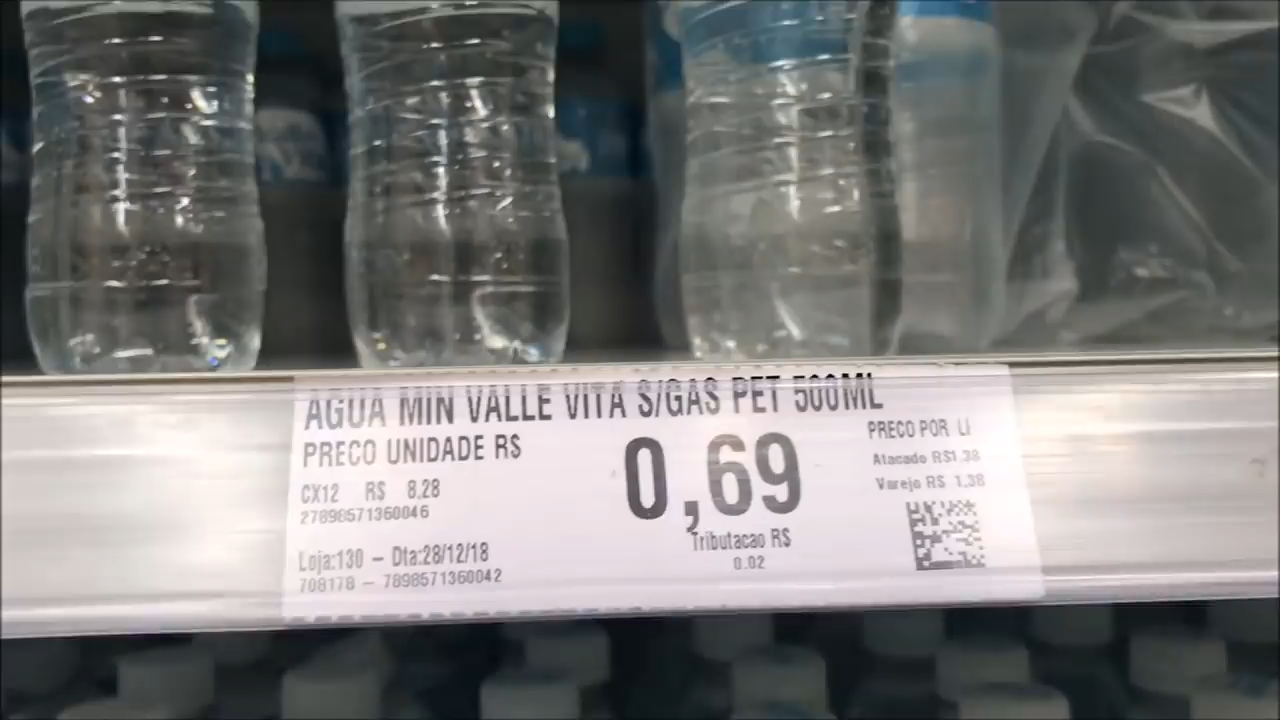 AGUA MIN VALLE VITA S/GAS PET 500ML
PRECO UNIDADE R$
0,69
PRECO POR LI
Atacado R$1,38
Varejo R$ 1,38
CX12 R$ 8,28
27898571360046
Tributacao R$
0.02
Loja:130 - Dta:28/12/18
708178 - 7898571360042